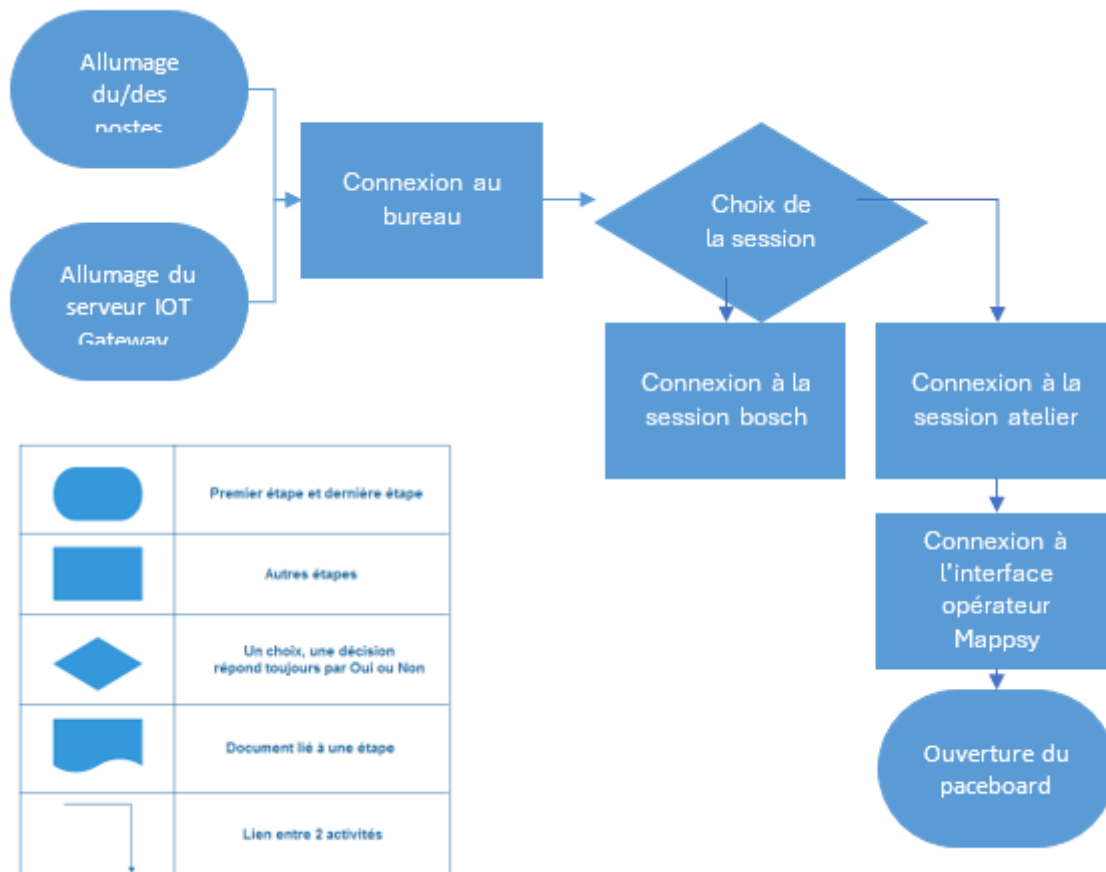 Allumage
du/des
postes
Allumage du
serveur IOT
Gateway
Connexion au
bureau
Choix de
la session
Connexion à la
session bosch
Connexion à la
session atelier
Connexion à
l'interface
opérateur
Mappsy
Ouverture du
paceboard
Premier étape et dernière étape
Autres étapes
Un choix, une décision
répond toujours par Oui ou Non
Document lié à une étape
Lien entre 2 activités